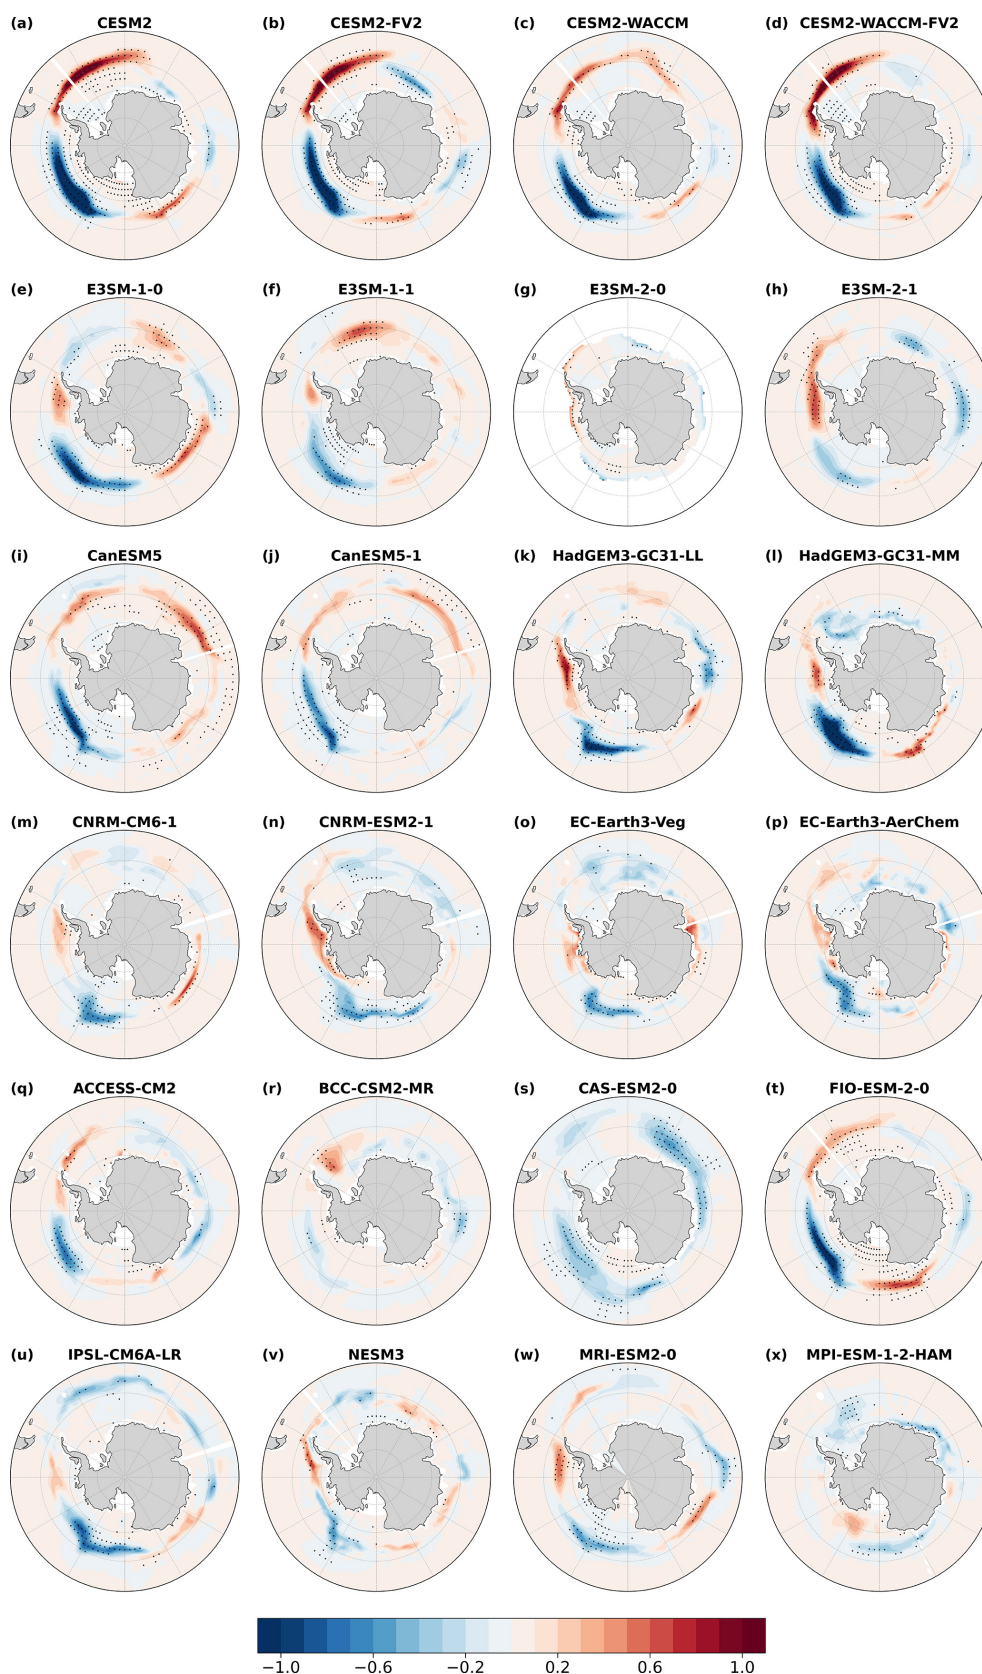 (a) CESM2 (b) CESM2-FV2 (c) CESM2-WACCM (d) CESM2-WACCM-FV2
(e) E3SM-1-0 (f) E3SM-1-1 (g) E3SM-2-0 (h) E3SM-2-1
(i) CanESM5 (j) CanESM5-1 (k) HadGEM3-GC31-LL (l) HadGEM3-GC31-MM
(m) CNRM-CM6-1 (n) CNRM-ESM2-1 (o) EC-Earth3-Veg (p) EC-Earth3-AerChem
(q) ACCESS-CM2 (r) BCC-CSM2-MR (s) CAS-ESM2-0 (t) FIO-ESM-2-0
(u) IPSL-CM6A-LR (v) NESM3 (w) MRI-ESM2-0 (x) MPI-ESM-1-2-HAM
−1.0 −0.6 −0.2 0.2 0.6 1.0